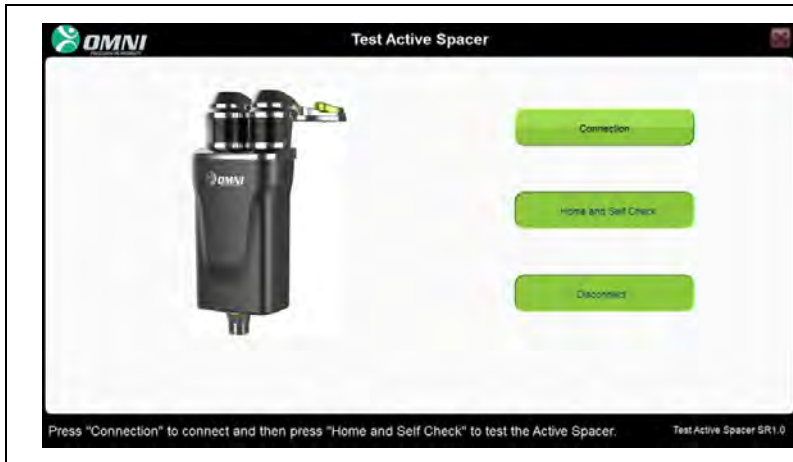 OMNI
Test Active Spacer
OMNI
Connection
Home and Self Check
Disconnect
Press "Connection" to connect and then press "Home and Self Check" to test the Active Spacer.
Test Active Spacer SR1.0